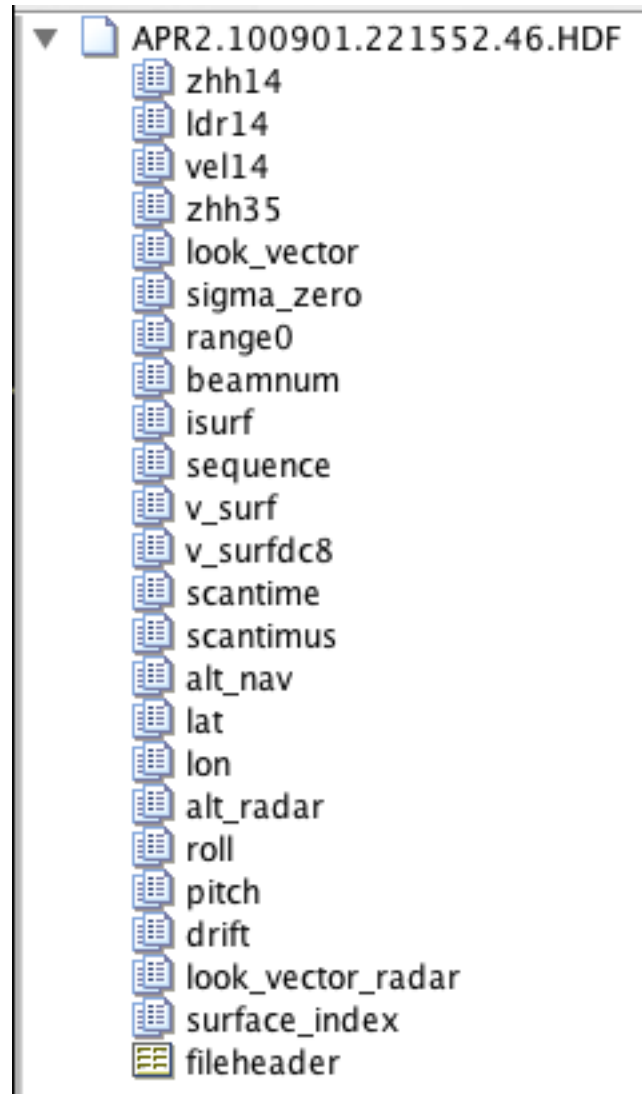 APR2.100901.221552.46.HDF
zhh14
ldr14
vel14
zhh35
look_vector
sigma_zero
range0
beamnum
isurf
sequence
v_surf
v_surfdc8
scantime
scantimus
alt_nav
lat
lon
alt_radar
roll
pitch
drift
look_vector_radar
surface_index
fileheader